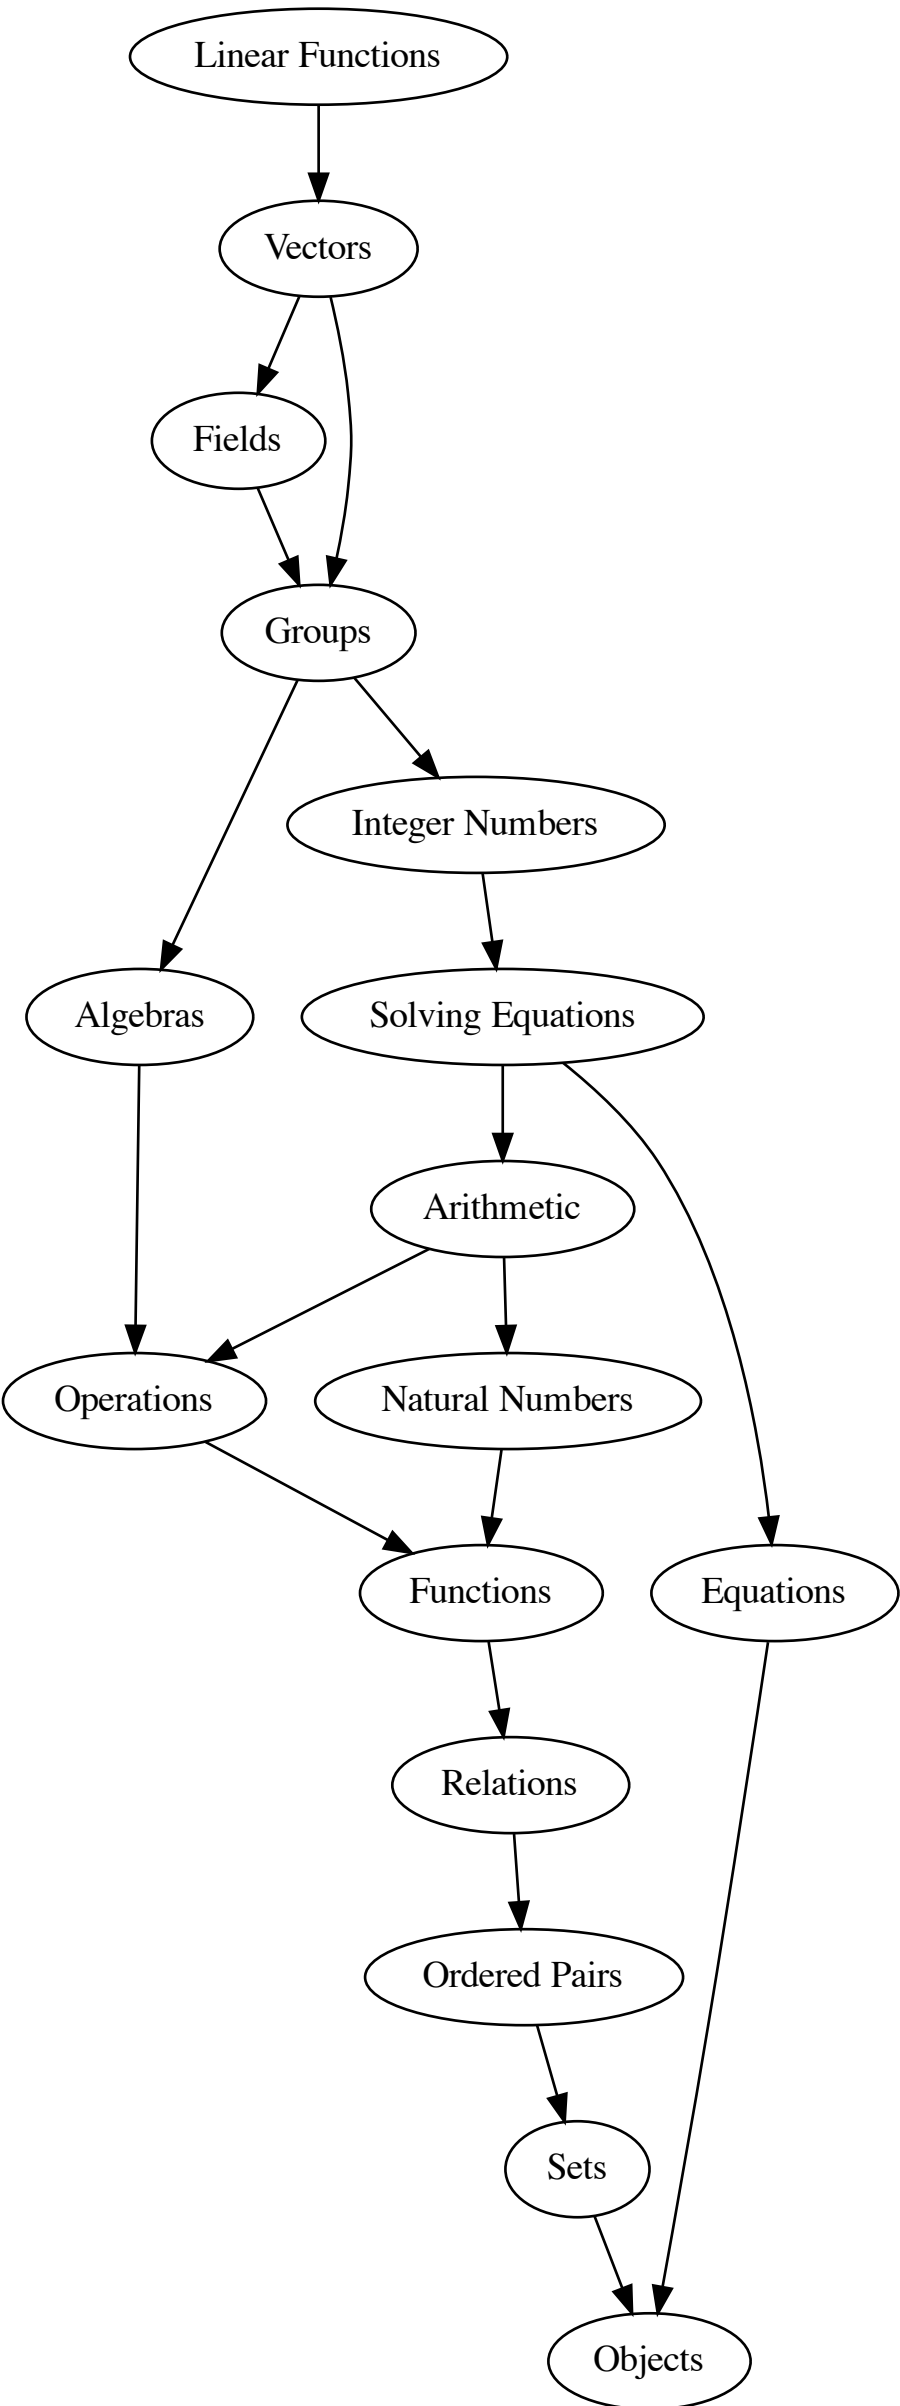 Linear Functions
Vectors
Fields
Groups
Integer Numbers
Algebras
Solving Equations
Arithmetic
Operations
Natural Numbers
Functions
Equations
Relations
Ordered Pairs
Sets
Objects